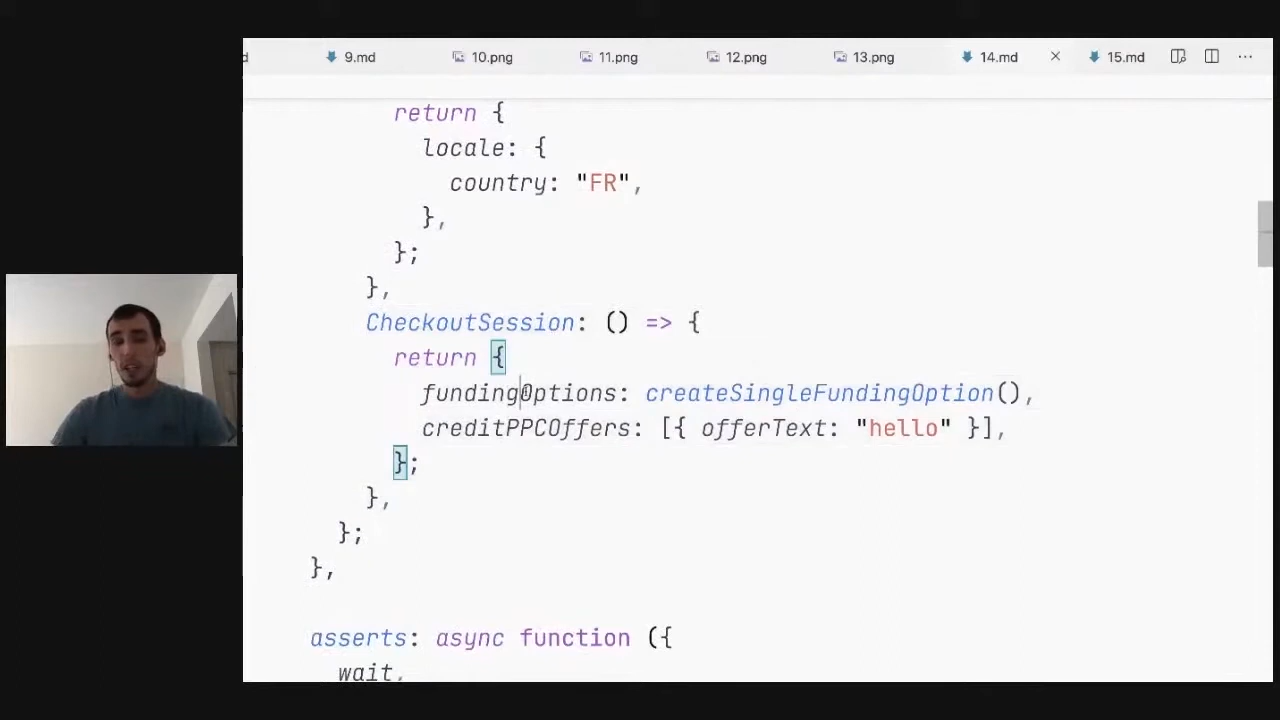 d 9.md 10.png 11.png 12.png 13.png 14.md × 15.md ···
return {
locale: {
country: "FR",
},
};
},
CheckoutSession: () => {
return {
fundingOptions: createSingleFundingOption(),
creditPPCOffers: [{ offerText: "hello" }],
};
},
};
},
asserts: async function ({
wait,